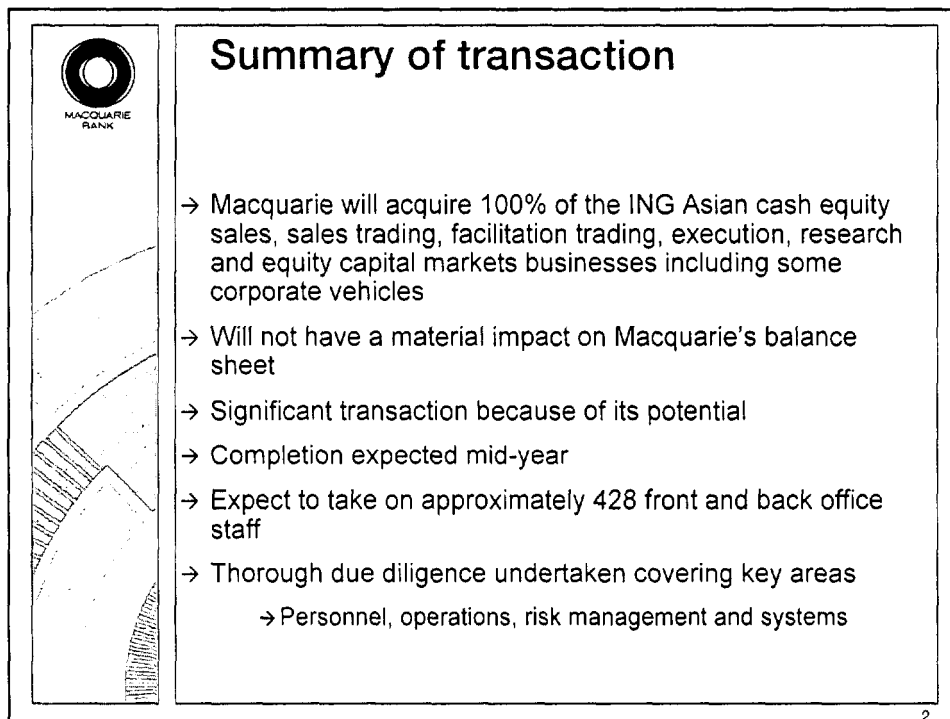 MACQUARIE
BANK
Summary of transaction
→ Macquarie will acquire 100% of the ING Asian cash equity
sales, sales trading, facilitation trading, execution, research
and equity capital markets businesses including some
corporate vehicles
→ Will not have a material impact on Macquarie's balance
sheet
→ Significant transaction because of its potential
→ Completion expected mid-year
→ Expect to take on approximately 428 front and back office
staff
→ Thorough due diligence undertaken covering key areas
→ Personnel, operations, risk management and systems
2